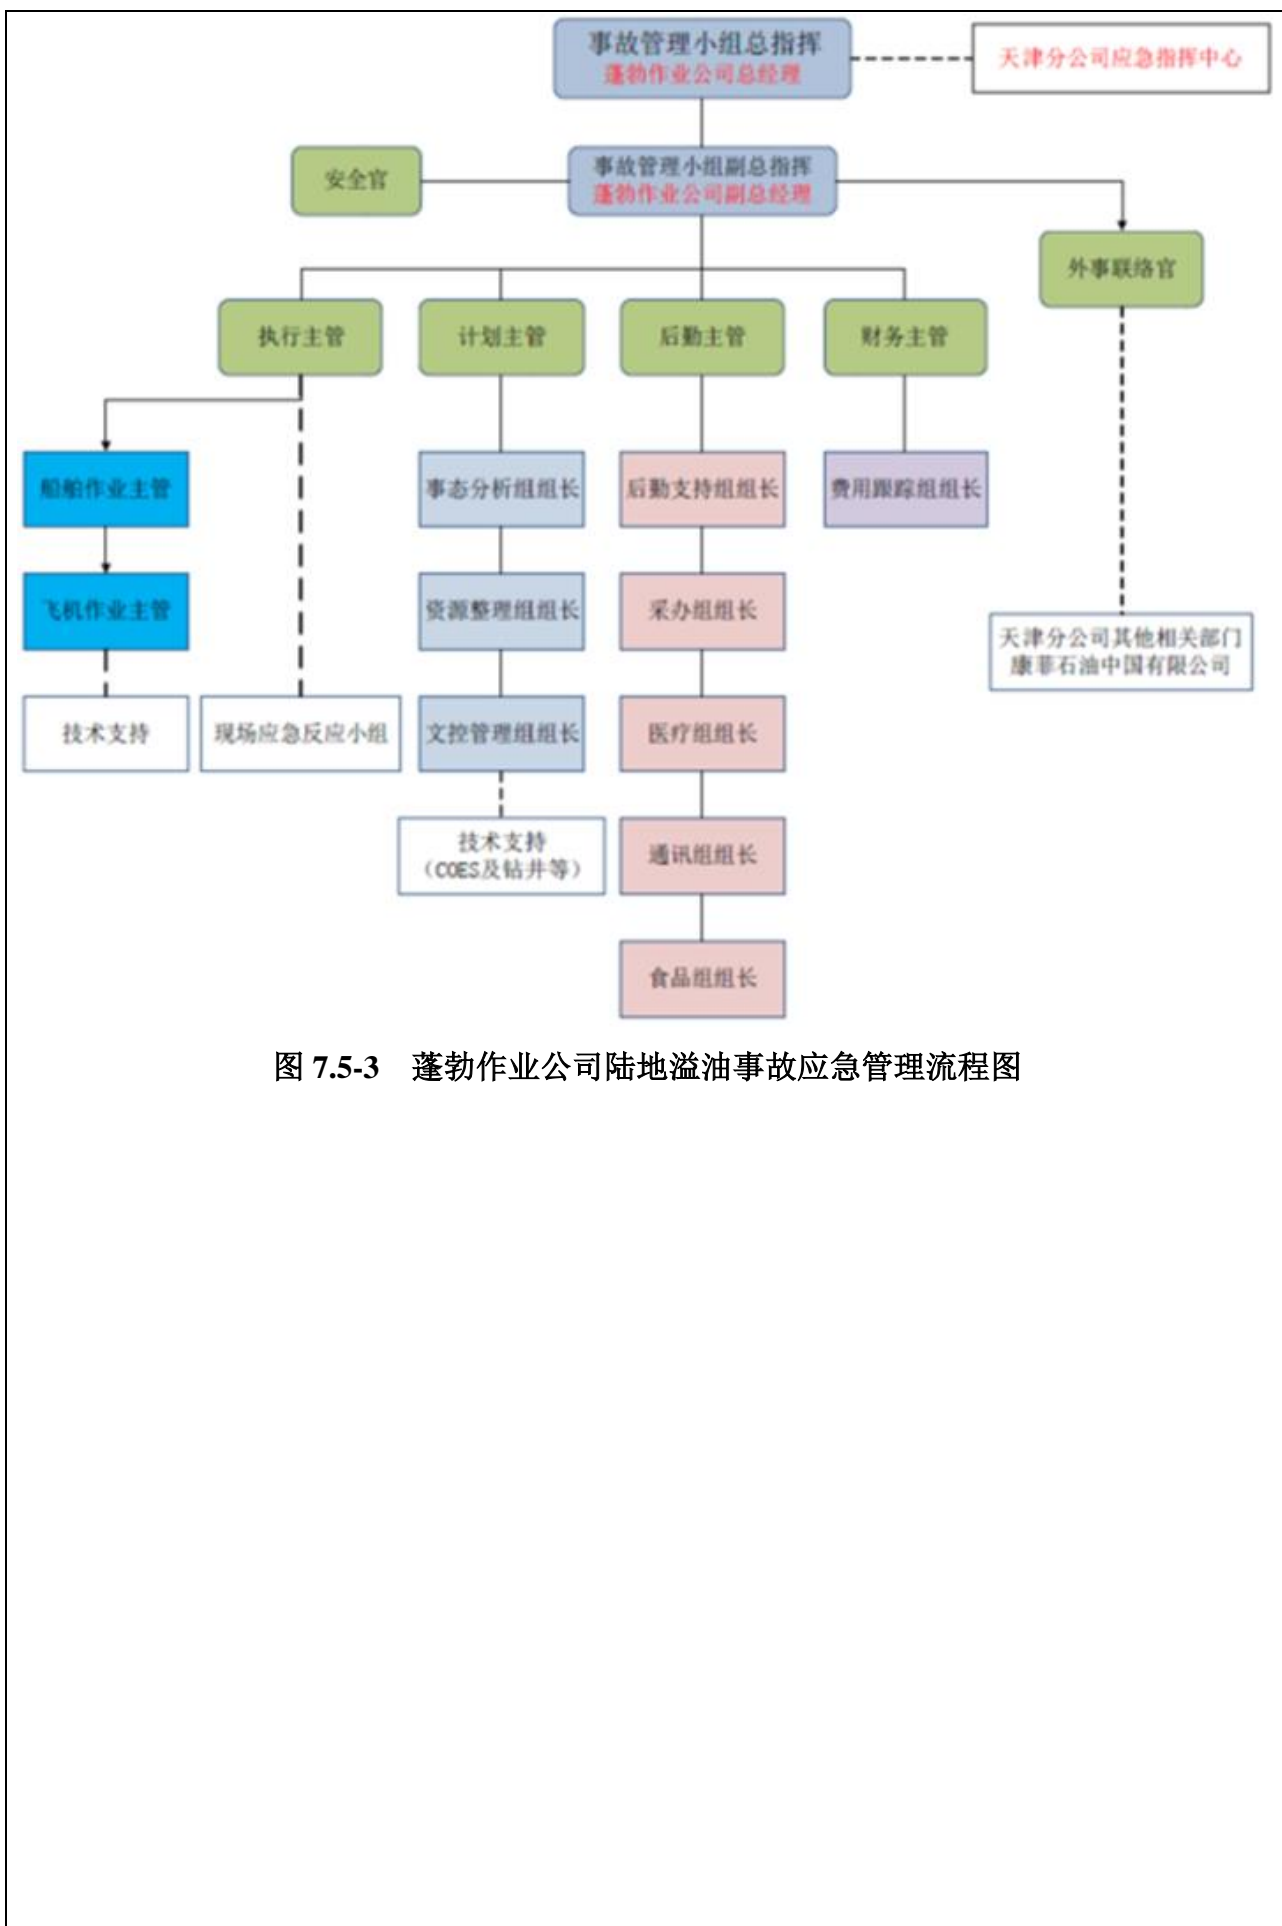 事故管理小组总指挥
蓬勃作业公司总经理
天津分公司应急指挥中心
安全官
事故管理小组副总指挥
蓬勃作业公司副总经理
外事联络官
执行主管
计划主管
后勤主管
财务主管
船舶作业主管
事态分析组组长
后勤支持组组长
费用跟踪组组长
飞机作业主管
资源整理组组长
采办组组长
天津分公司其他相关部门
康菲石油中国有限公司
技术支持
现场应急反应小组
文控管理组组长
医疗组组长
技术支持
（COES及钻井等）
通讯组组长
食品组组长
图 7.5-3 蓬勃作业公司陆地溢油事故应急管理流程图